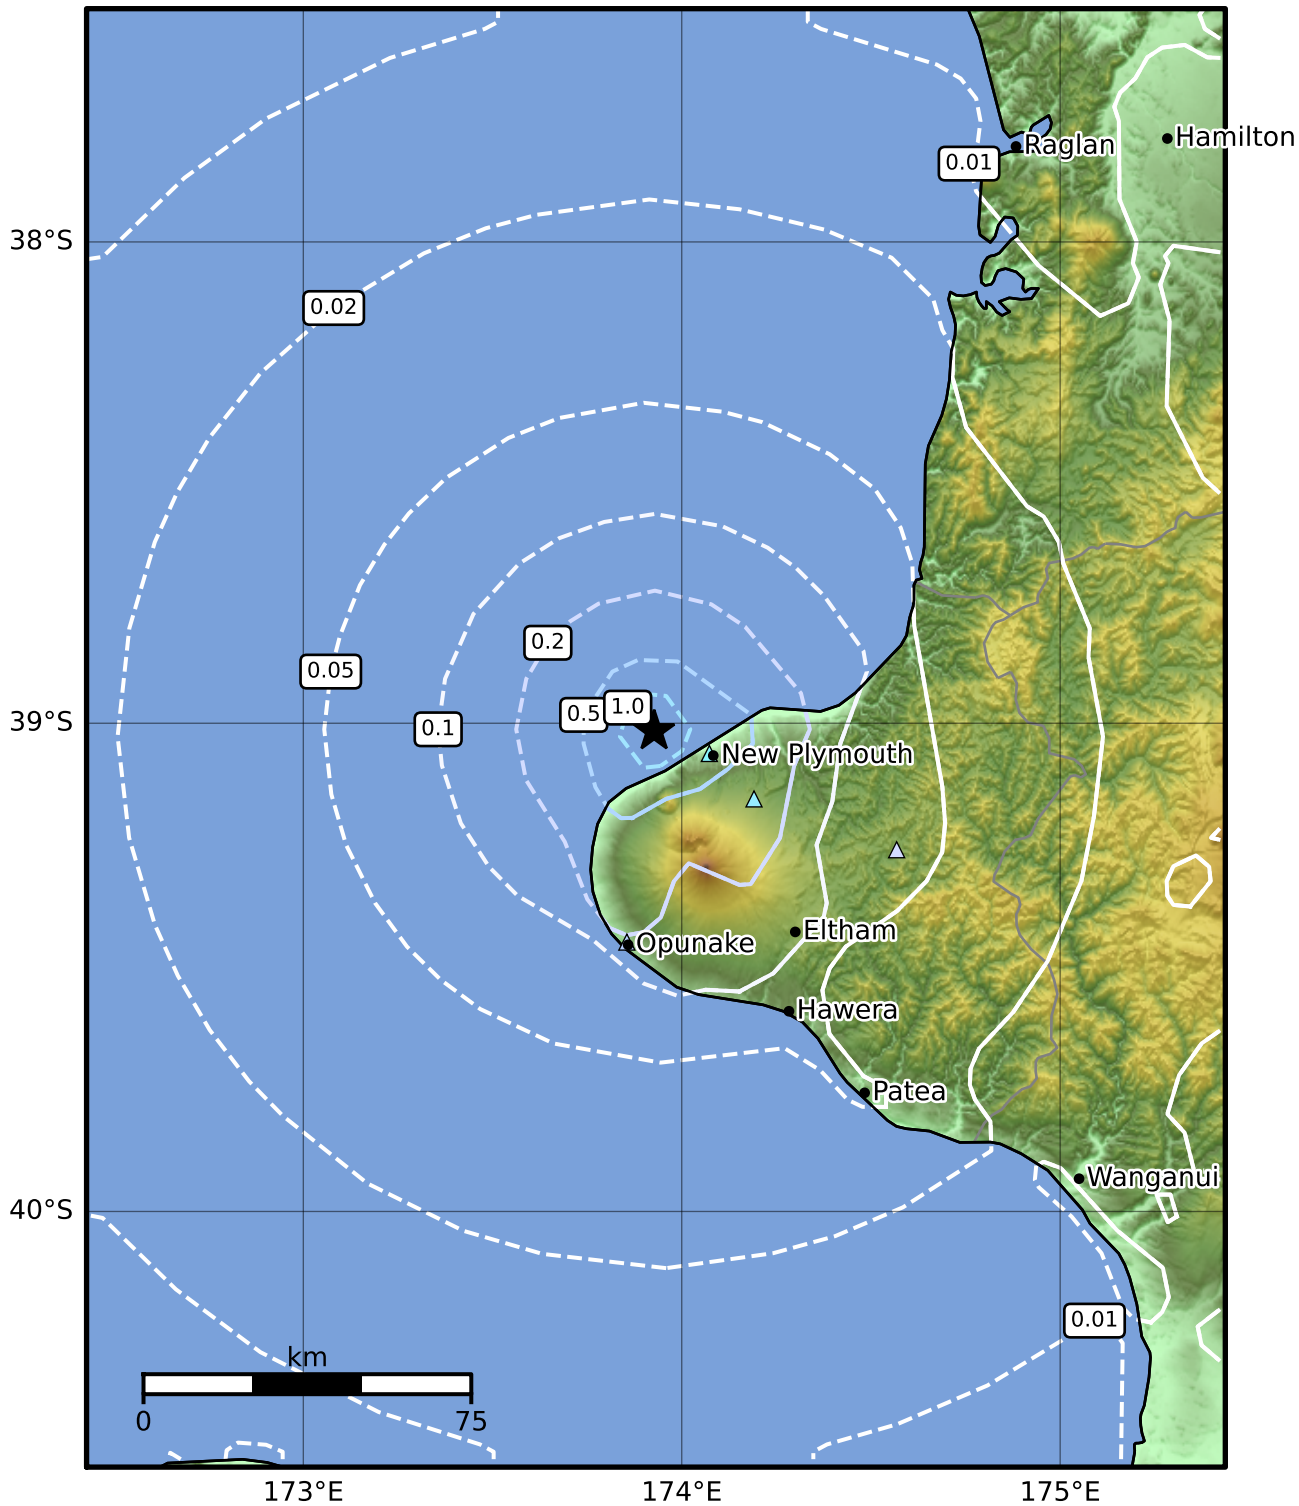 Hamilton
Raglan
0.01
38°S
0.02
0.2
0.05
1.0
0.5
39°S
0.1
New Plymouth
Eltham
Opunake
Hawera
Patea
Wanganui
40°S
0.01
km
0
75
173°E
174°E
175°E